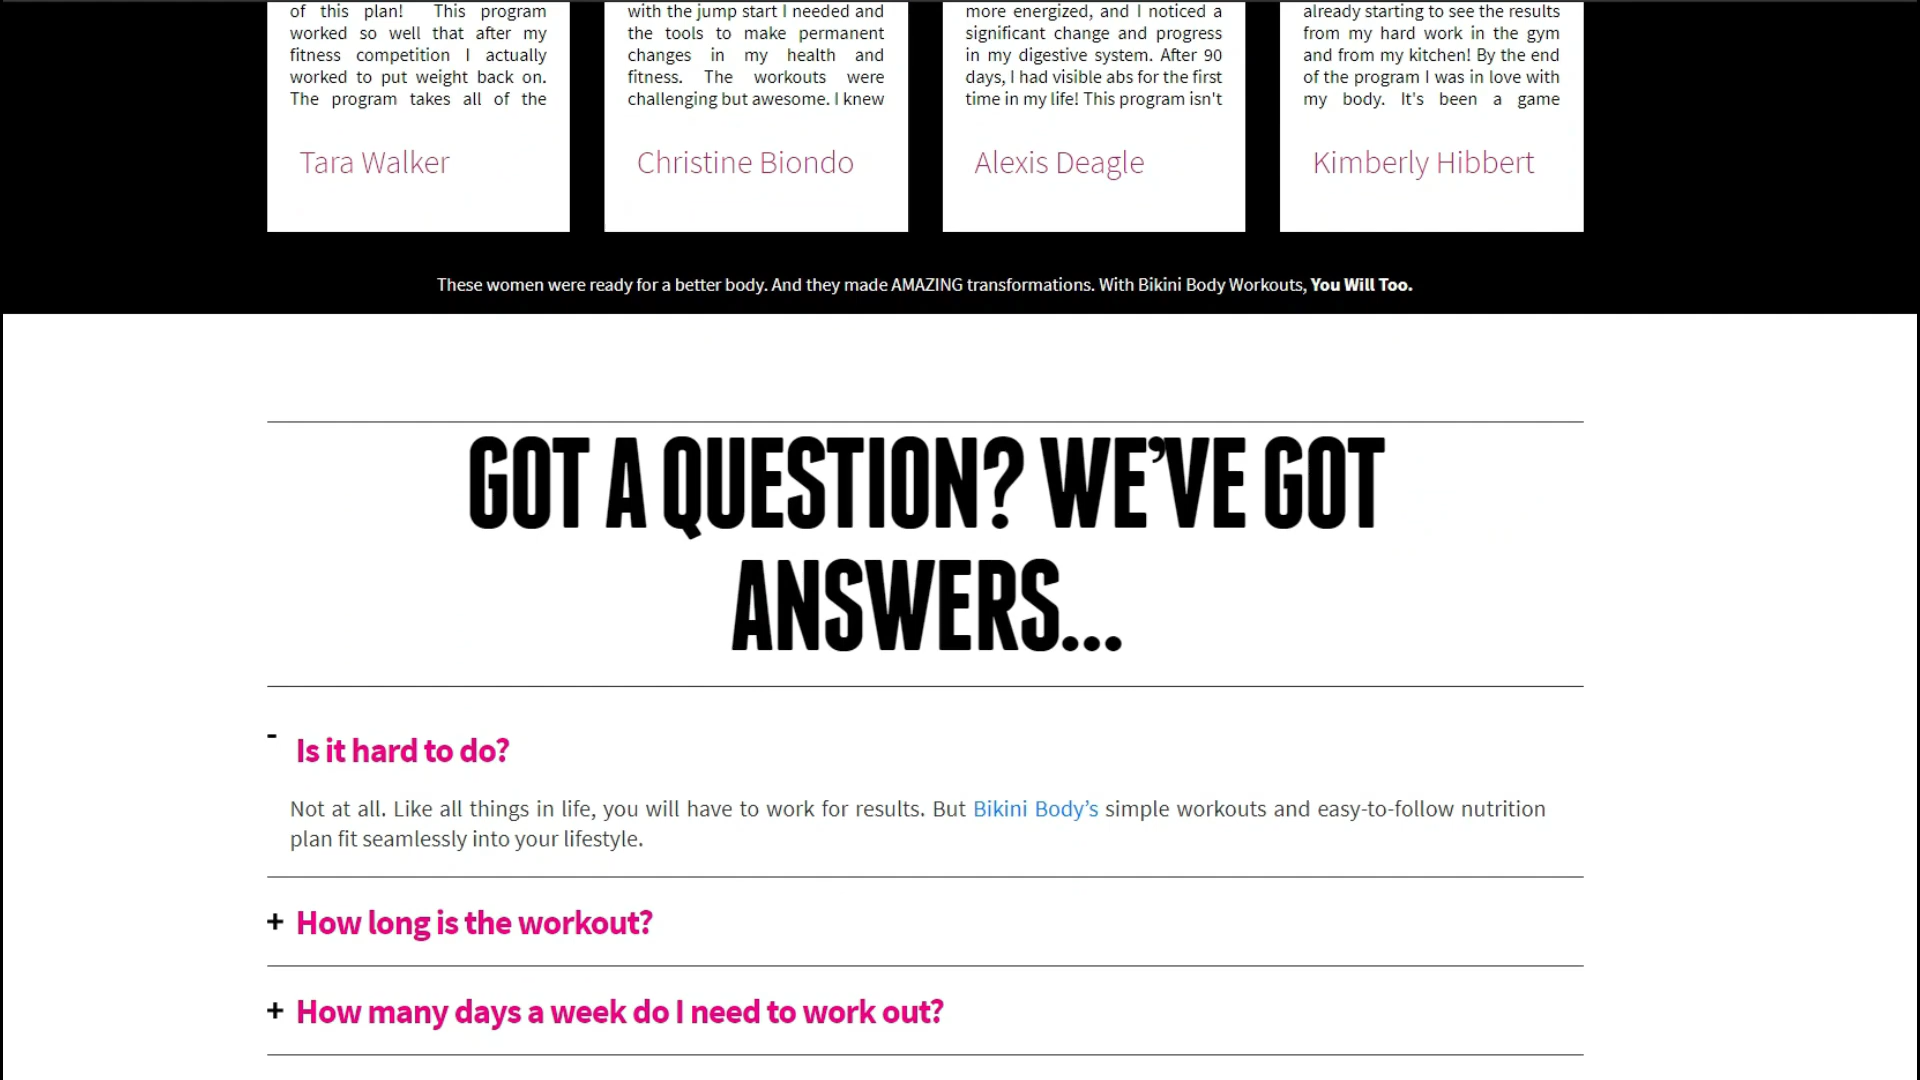 of this plan! This program
worked so well that after my
fitness competition I actually
worked to put weight back on.
The program takes all of the
Tara Walker
with the jump start I needed and
the tools to make permanent
changes in my health and
fitness. The workouts were
challenging but awesome. I knew
Christine Biondo
more energized, and I noticed a
significant change and progress
in my digestive system. After 90
days, I had visible abs for the first
time in my life! This program isn't
Alexis Deagle
already starting to see the results
from my hard work in the gym
and from my kitchen! By the end
of the program I was in love with
my body. It's been a game
Kimberly Hibbert
These women were ready for a better body. And they made AMAZING transformations. With Bikini Body Workouts, You Will Too.
GOT A QUESTION? WE’VE GOT
ANSWERS...
- Is it hard to do?
Not at all. Like all things in life, you will have to work for results. But Bikini Body’s simple workouts and easy-to-follow nutrition
plan fit seamlessly into your lifestyle.
+ How long is the workout?
+ How many days a week do I need to work out?